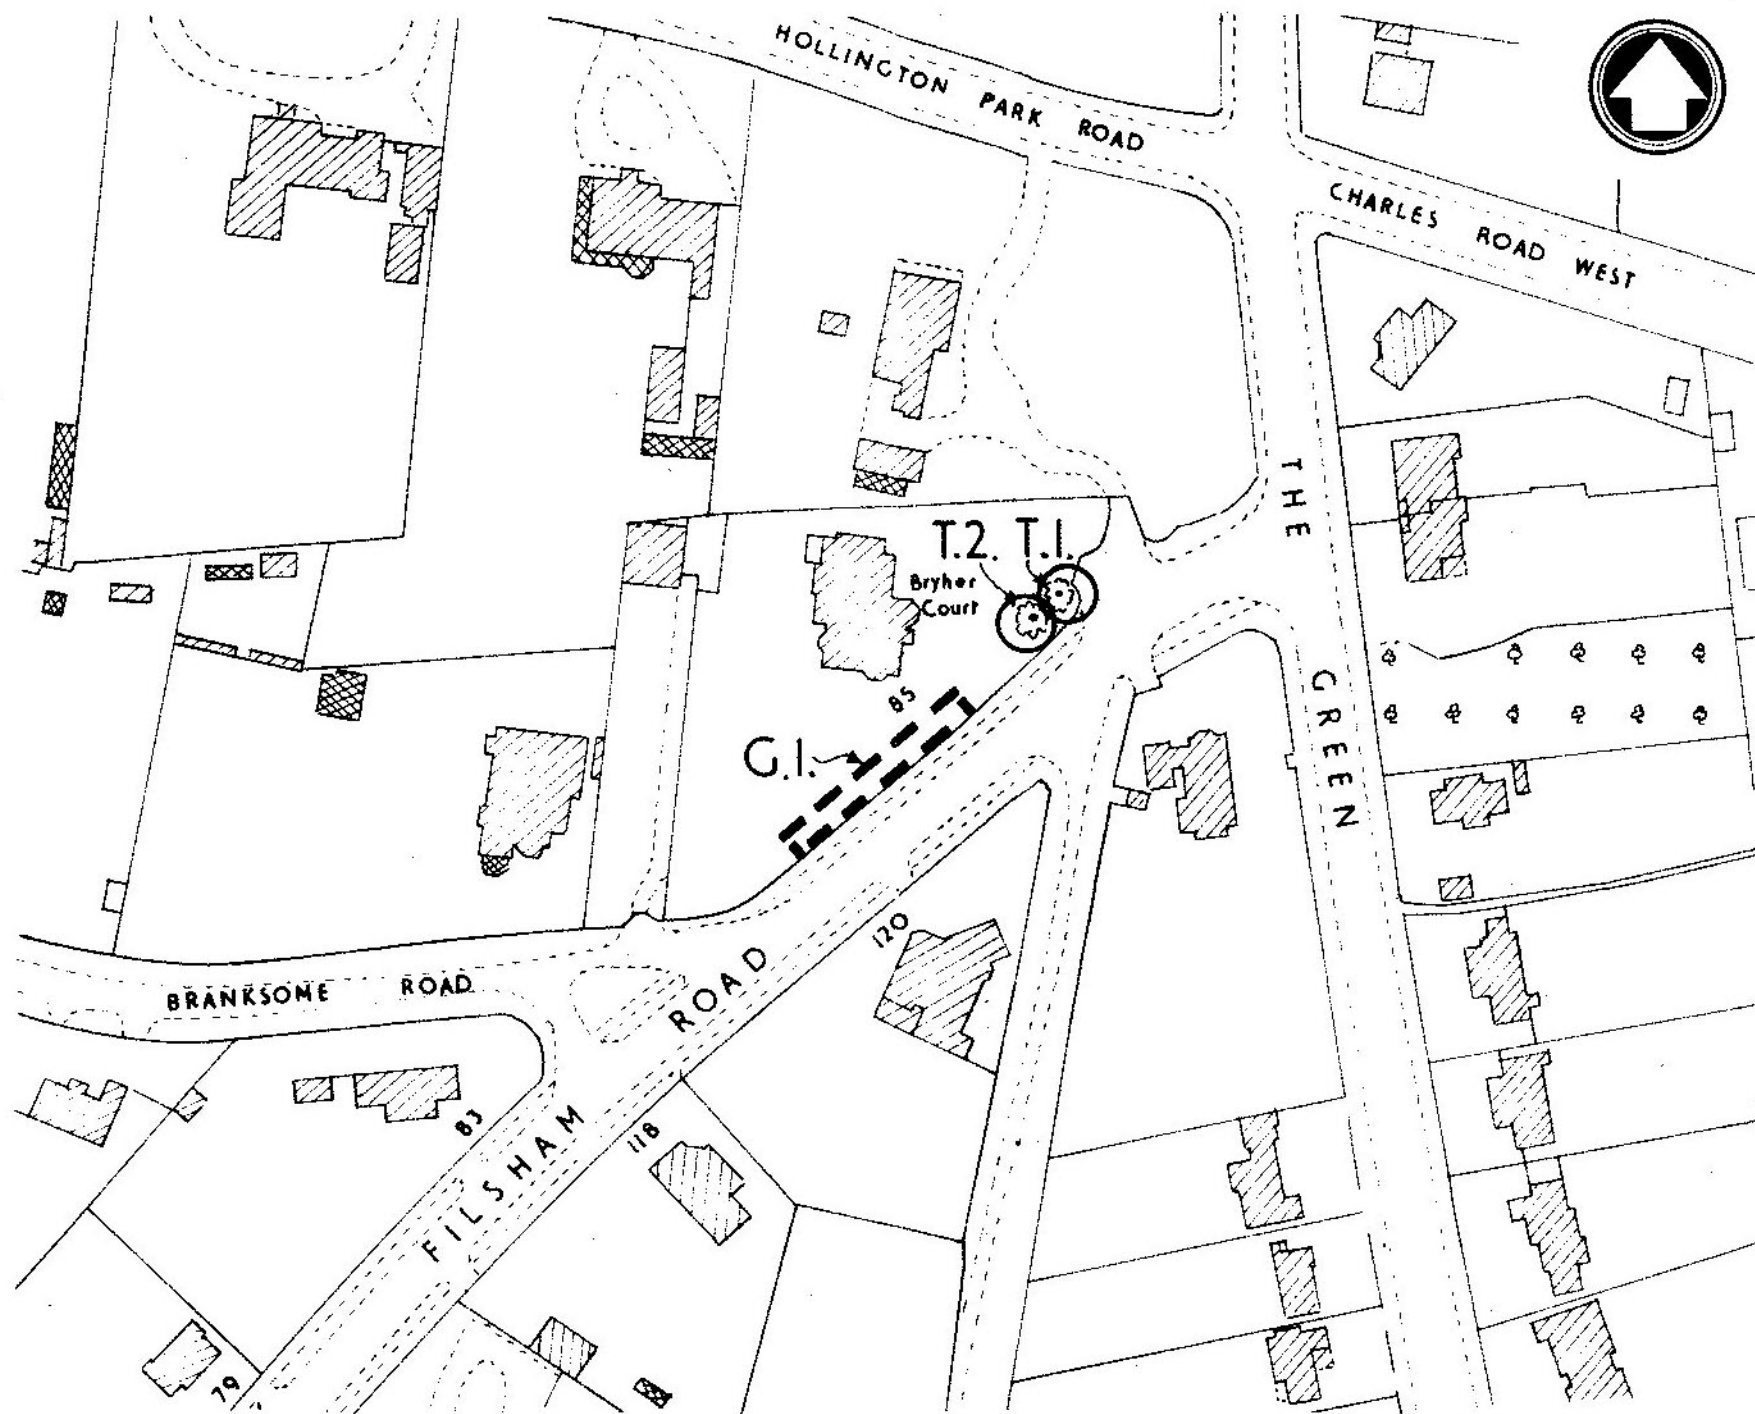 HOLLINGTON PARK ROAD
CHARLES ROAD WEST
THE GREEN
T.2. T.1.
Bryher
Court
85
G.1.
120
BRANKSOME ROAD
FILSHAM ROAD
83
118
79